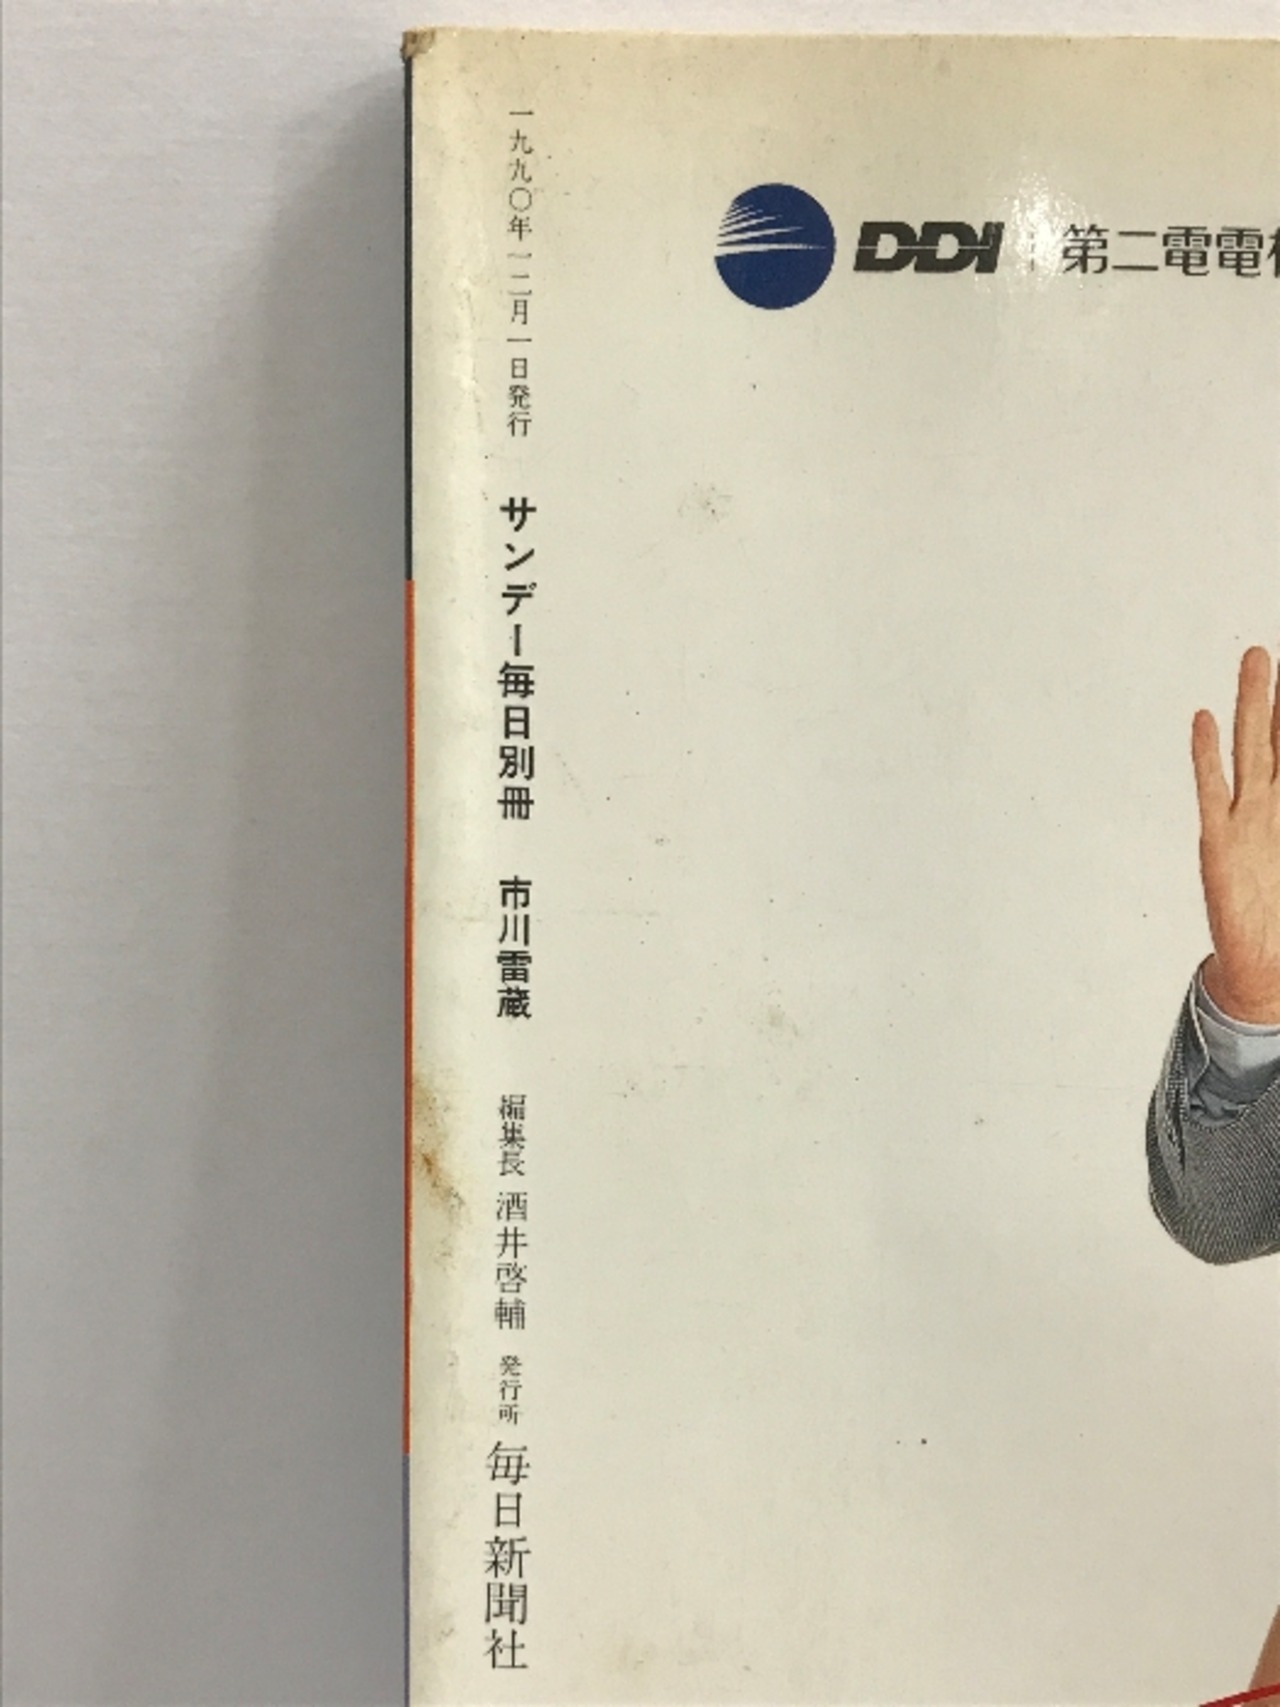 一九九〇年一二月一日発行 サンデー毎日別冊 市川雷蔵 編集長 酒井啓輔 発行所 毎日新聞社
DDI 第二電電